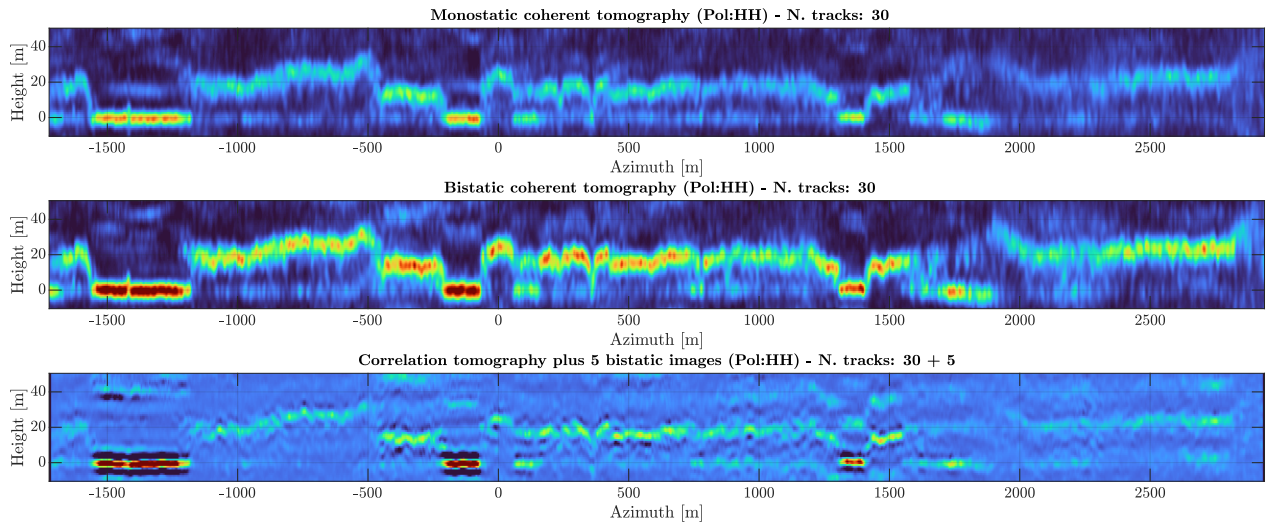 Monostatic coherent tomography (Pol:HH) - N. tracks: 30
Height [m]
40
20
0
-1500 -1000 -500 0 500 1000 1500 2000 2500
Azimuth [m]
Bistatic coherent tomography (Pol:HH) - N. tracks: 30
Height [m]
40
20
0
-1500 -1000 -500 0 500 1000 1500 2000 2500
Azimuth [m]
Correlation tomography plus 5 bistatic images (Pol:HH) - N. tracks: 30 + 5
Height [m]
40
20
0
-1500 -1000 -500 0 500 1000 1500 2000 2500
Azimuth [m]